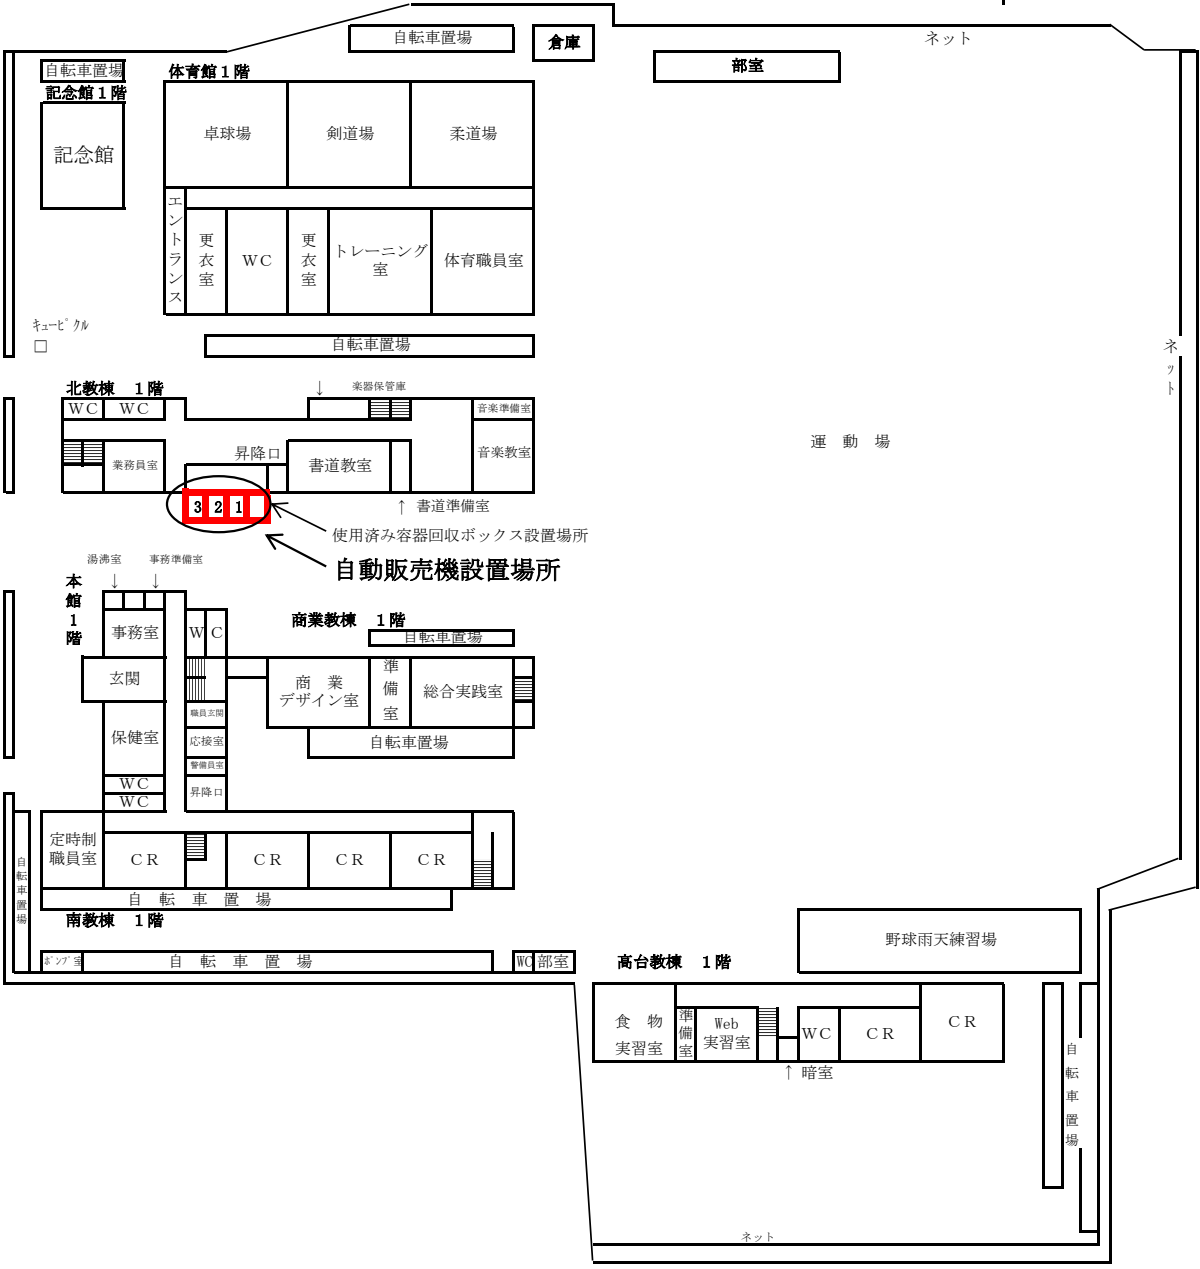 自転車置場
倉庫
ネット
部室
自転車置場
記念館１階
体育館１階
記念館
卓球場
剣道場
柔道場
エントランス
更衣室
ＷＣ
更衣室
トレーニング
室
体育職員室
ｷｭｰﾋﾞｸﾙ
□
自転車置場
ネット
北教棟　１階
↓
楽器保管庫
ＷＣ
ＷＣ
音楽準備室
業務員室
昇降口
書道教室
音楽教室
運　動　場
3
2
1
↑ 書道準備室
使用済み容器回収ボックス設置場所
自動販売機設置場所
湯沸室
事務準備室
↓
↓
本館１階
事務室
Ｗ Ｃ
商業教棟　１階
自転車置場
玄関
商　業
デザイン室
準備室
総合実践室
職員玄関
保健室
応接室
自転車置場
警備員室
ＷＣ
昇降口
ＷＣ
定時制
職員室
ＣＲ
ＣＲ
ＣＲ
ＣＲ
自転車置場
自　転　車　置　場
南教棟　１階
ﾎﾟﾝﾌﾟ室
自　転　車　置　場
WC
部室
高台教棟　１階
野球雨天練習場
食　物
実習室
準備室
Web
実習室
ＷＣ
ＣＲ
ＣＲ
↑ 暗室
自転車置場
ネット